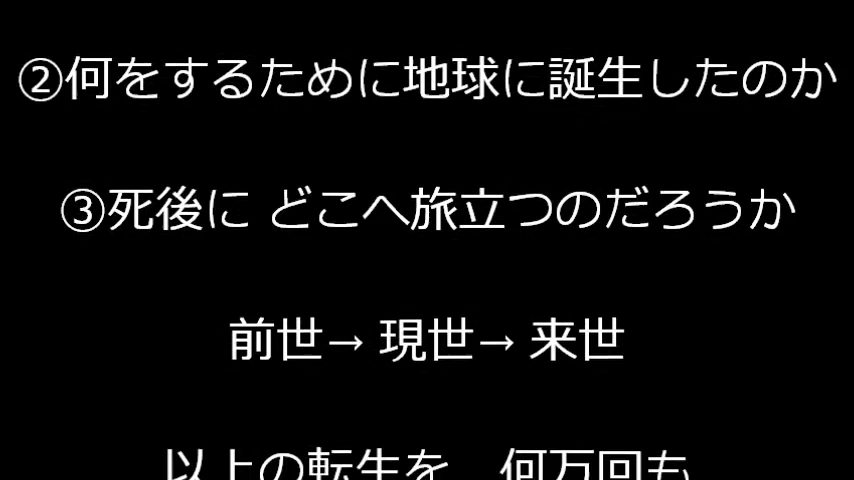 ②何をするために地球に誕生したのか
③死後に どこへ旅立つのだろうか
前世→ 現世→ 来世
以上の転生を 何万回も